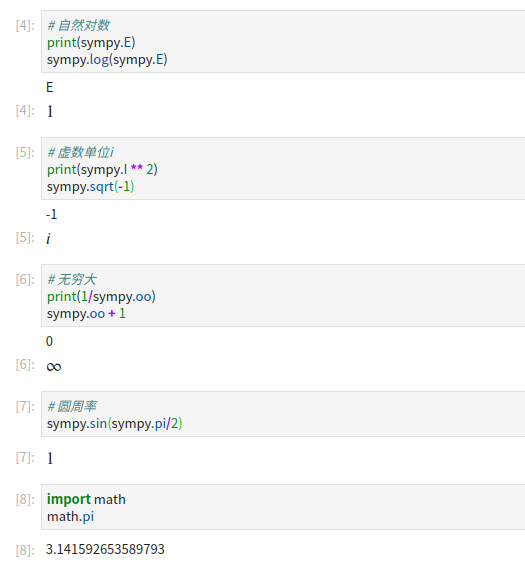 [4]: # 自然对数
print(sympy.E)
sympy.log(sympy.E)
E
[4]: 1
[5]: # 虚数单位i
print(sympy.I ** 2)
sympy.sqrt(-1)
-1
[5]: i
[6]: # 无穷大
print(1/sympy.oo)
sympy.oo + 1
0
[6]: ∞
[7]: # 圆周率
sympy.sin(sympy.pi/2)
[7]: 1
[8]: import math
math.pi
[8]: 3.141592653589793